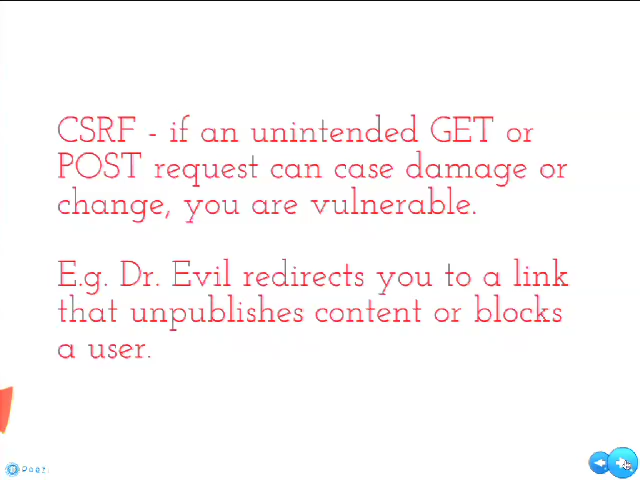 CSRF - if an unintended GET or
POST request can case damage or
change, you are vulnerable.
E.g. Dr. Evil redirects you to a link
that unpublishes content or blocks
a user.